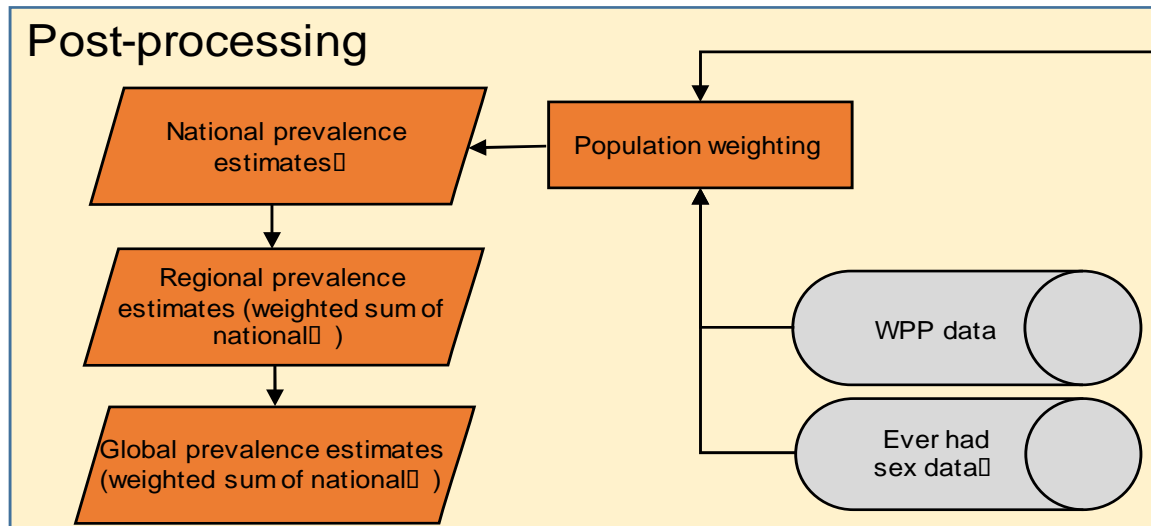 Post-processing
National prevalence
estimates▯
Population weighting
Regional prevalence
estimates (weighted sum of
national▯ )
Global prevalence estimates
(weighted sum of national▯ )
WPP data
Ever had
sex data▯